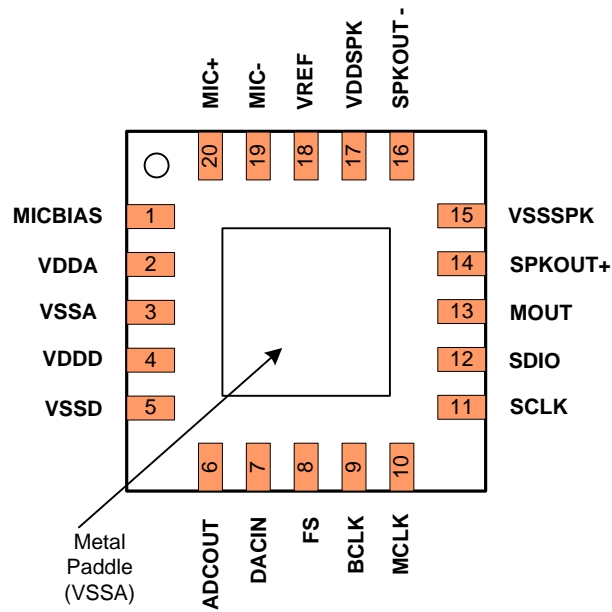 MIC+
MIC-
VREF
VDDSPK
SPKOUT -
20
19
18
17
16
MICBIAS 1
VDDA 2
VSSA 3
VDDD 4
VSSD 5
15 VSSSPK
14 SPKOUT+
13 MOUT
12 SDIO
11 SCLK
6
7
8
9
10
ADCOUT
DACIN
FS
BCLK
MCLK
Metal
Paddle
(VSSA)